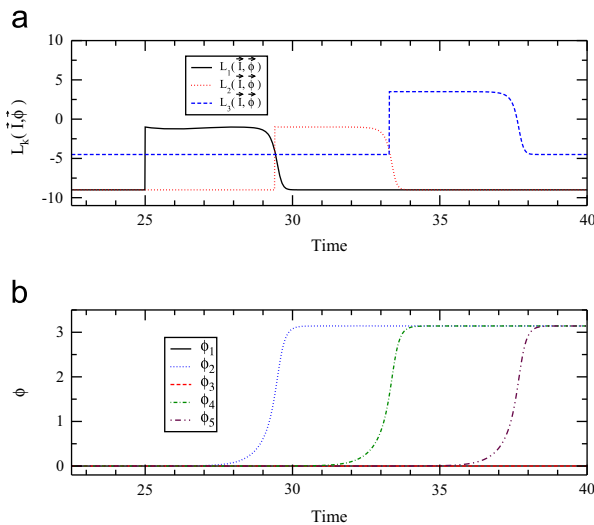 a
10
5
0
-5
-10
L_k(I⃗,ϕ⃗)
L_1(I⃗,ϕ⃗)
L_2(I⃗,ϕ⃗)
L_3(I⃗,ϕ⃗)
25 30 35 40
Time
b
3
2
1
0
ϕ
ϕ_1
ϕ_2
ϕ_3
ϕ_4
ϕ_5
25 30 35 40
Time